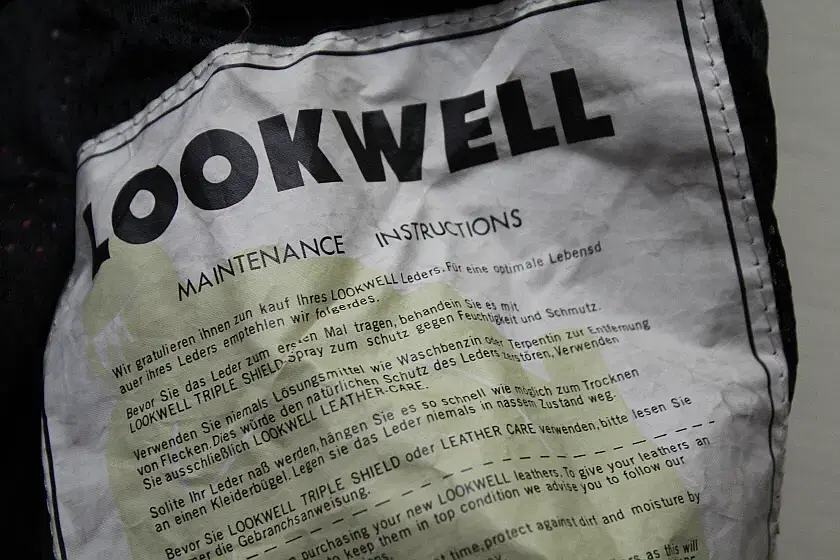 LOOKWELL
MAINTENANCE INSTRUCTIONS
Wir gratulieren ihnen zun kauf Ihres LOOKWELL Leders. Für eine optimale Lebensd
auer ihres Leders empfehlen wir folgerdes.
Bevor Sie das Leder zum ersten Mal tragen, behandeln Sie es mit
LOOKWELL TRIPLE SHIELD Spray zum schutz gegen Feuchtigkeit und Schmutz.
Verwenden Sie niemals Lösungsmittel wie Waschbenzin oder Terpentin zur Entfernung
von Flecken. Dies würde den natürlichen Schutz des Leders zerstören, Verwenden
Sie ausschließlich LOOKWELL LEATHER-CARE.
Solite Ihr Leder naß werden, hängen Sie es so schnell wie möglich zum Trocknen
an einen Kleiderbügel. Legen Sie das Leder niemals in nassem Zustand weg.
Bevor Sie LOOKWELL TRIPLE SHIELD oder LEATHER CARE verwenden, bitte lesen Sie
die Gebranchsanweisung.
purchasing your new LOOKWELL leathers. To give your leathers an
keep them in top condition we advise you to follow our
time, protect against dirt and moisture by
as this will